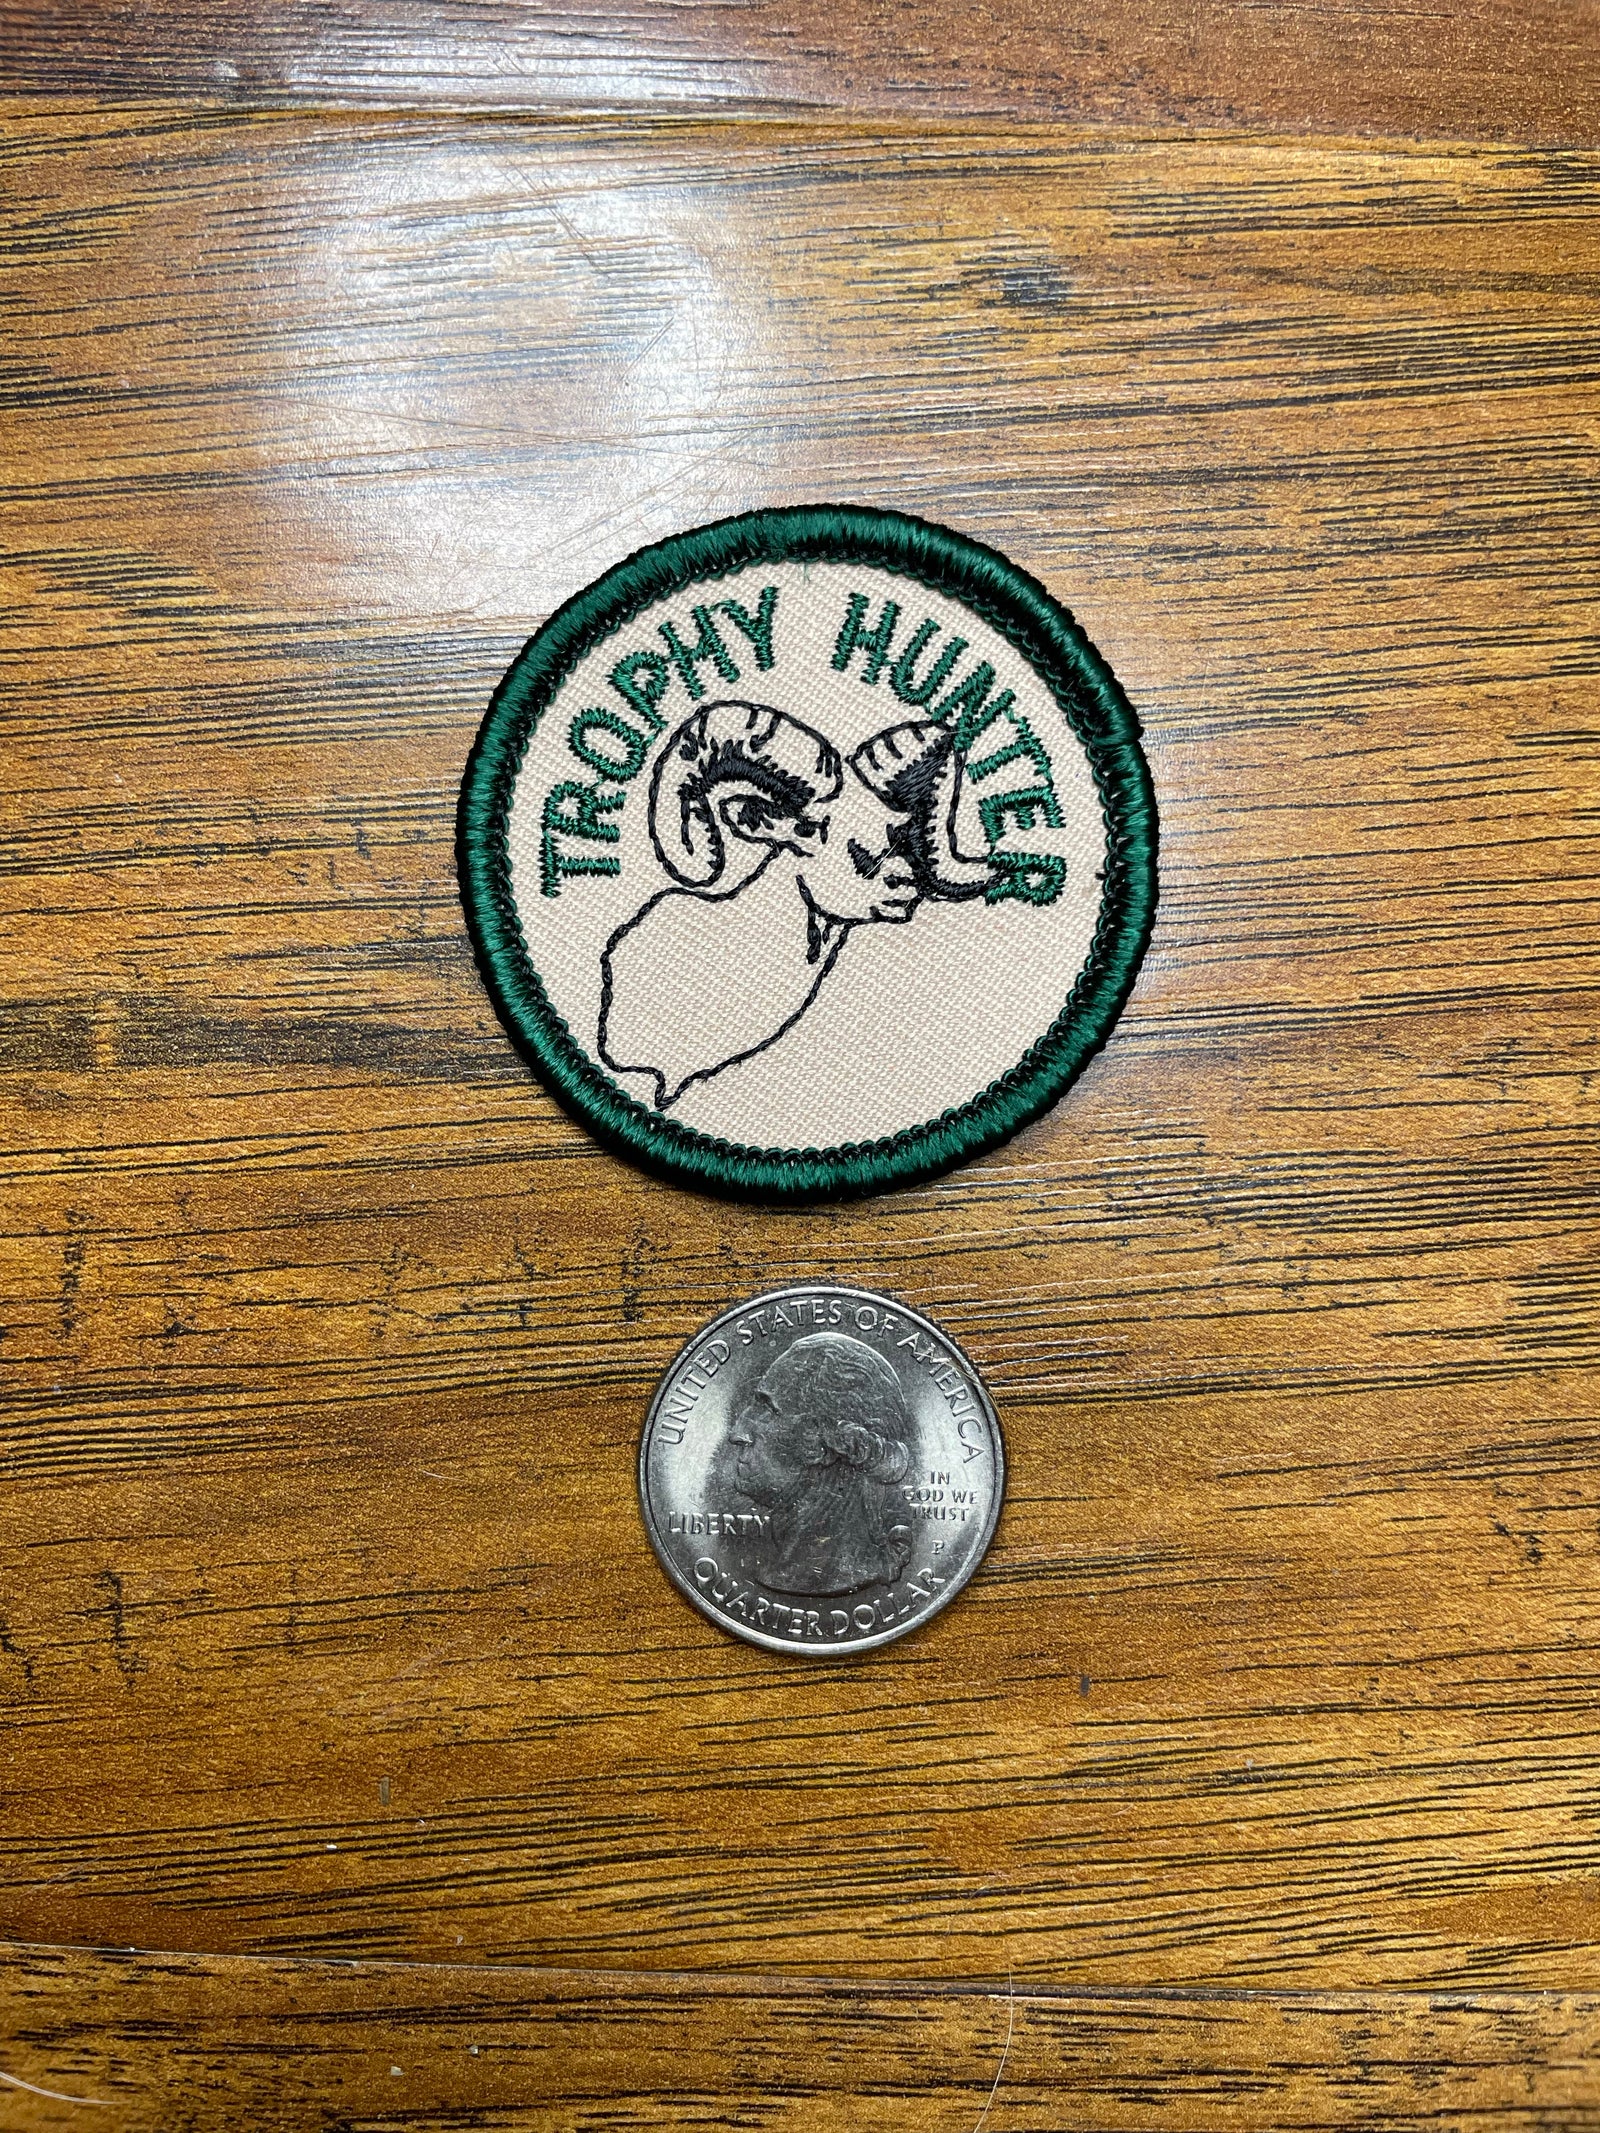 TROPHY HUNTER
UNITED STATES OF AMERICA
IN
GOD WE
TRUST
LIBERTY
P
QUARTER DOLLAR